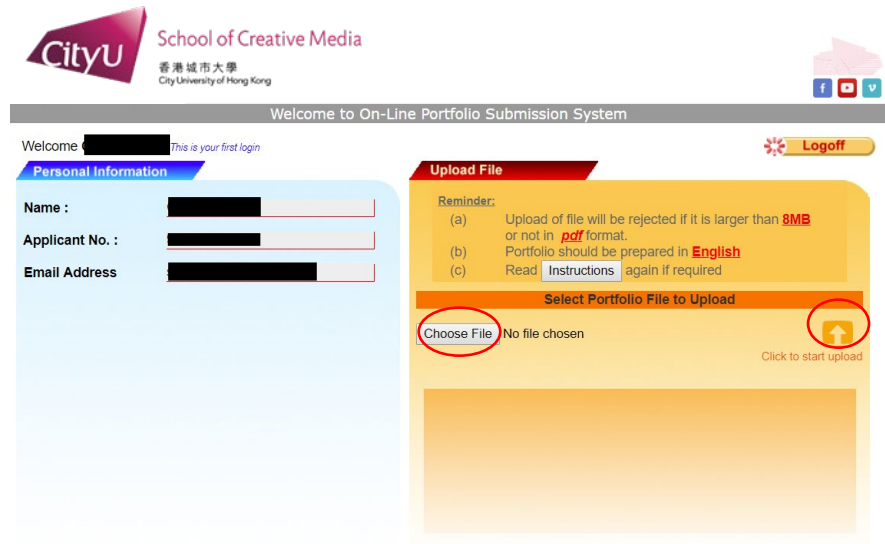 CityU
School of Creative Media
香港城市大學
City University of Hong Kong
Welcome to On-Line Portfolio Submission System
Welcome This is your first login
Logoff
Personal Information
Name :
Applicant No. :
Email Address
Upload File
Reminder:
(a) Upload of file will be rejected if it is larger than 8MB
or not in pdf format.
(b) Portfolio should be prepared in English
(c) Read Instructions again if required
Select Portfolio File to Upload
Choose File No file chosen
Click to start upload